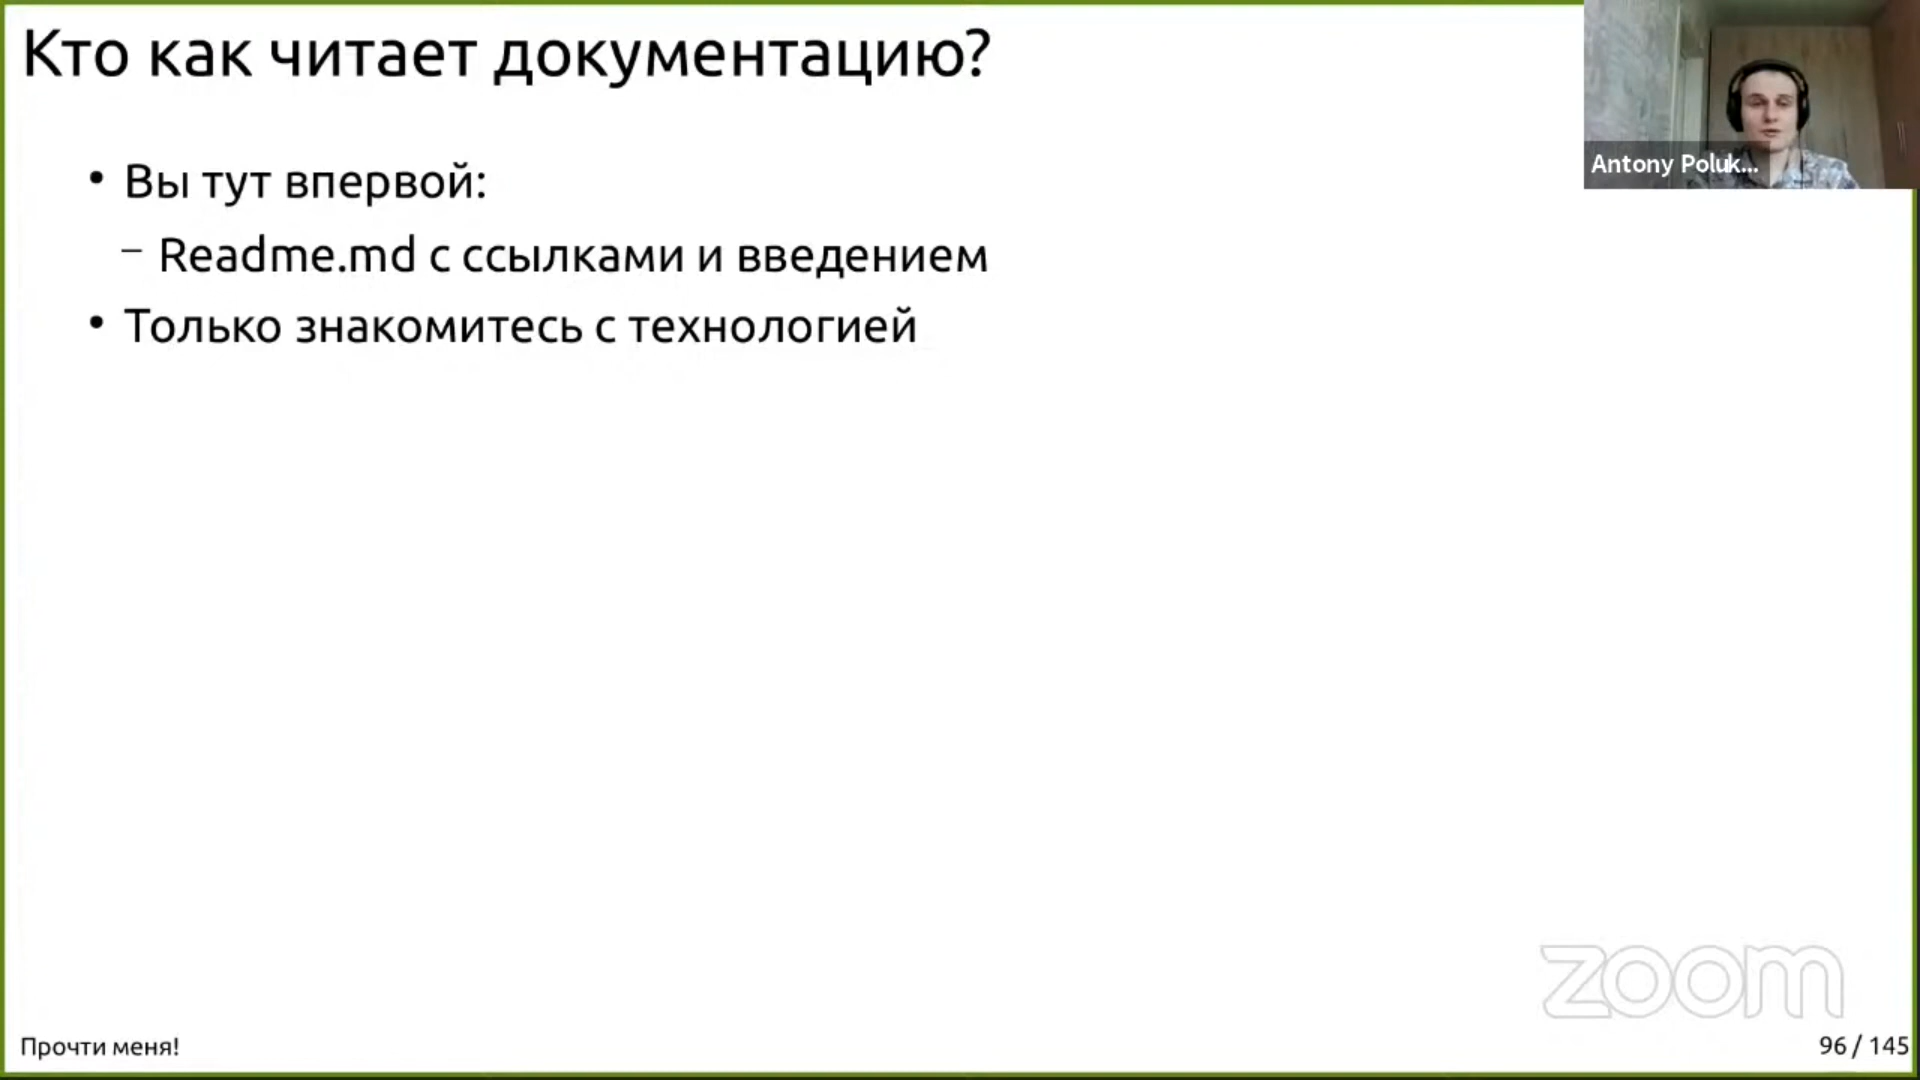 Кто как читает документацию?
Antony Poluk...
• Вы тут впервой:
– Readme.md с ссылками и введением
• Только знакомитесь с технологией
zoom
Прочти меня!
96 / 145